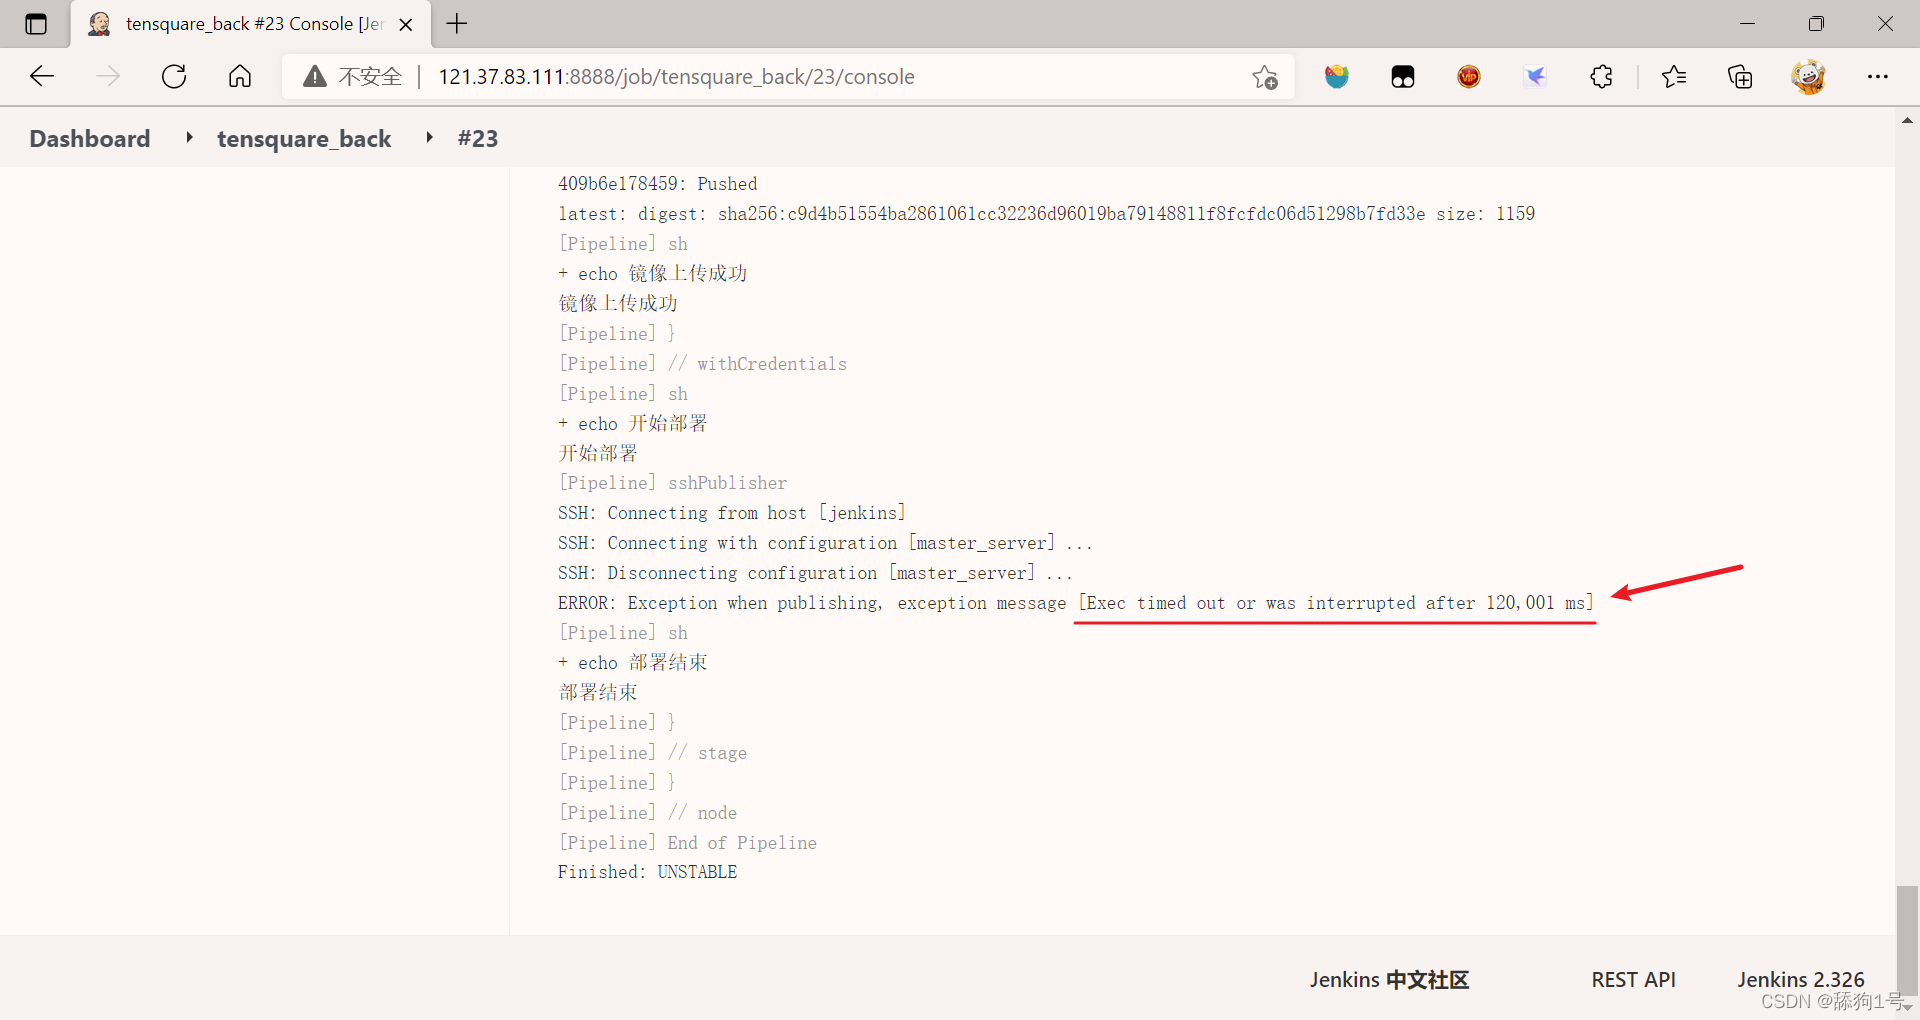 tensquare_back #23 Console [Jen
不安全 | 121.37.83.111:8888/job/tensquare_back/23/console
VIP
Dashboard tensquare_back #23
409b6e178459: Pushed
latest: digest: sha256:c9d4b51554ba2861061cc32236d96019ba79148811f8fcfdc06d51298b7fd33e size: 1159
[Pipeline] sh
+ echo 镜像上传成功
镜像上传成功
[Pipeline] }
[Pipeline] // withCredentials
[Pipeline] sh
+ echo 开始部署
开始部署
[Pipeline] sshPublisher
SSH: Connecting from host [jenkins]
SSH: Connecting with configuration [master_server] ...
SSH: Disconnecting configuration [master_server] ...
ERROR: Exception when publishing, exception message [Exec timed out or was interrupted after 120,001 ms]
[Pipeline] sh
+ echo 部署结束
部署结束
[Pipeline] }
[Pipeline] // stage
[Pipeline] }
[Pipeline] // node
[Pipeline] End of Pipeline
Finished: UNSTABLE
Jenkins 中文社区 REST API Jenkins 2.326
CSDN @舔狗1号